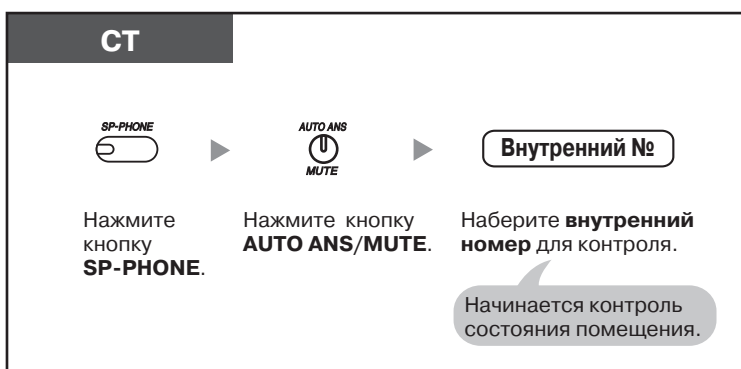 СТ
SP-PHONE
AUTO ANS
MUTE
Внутренний №
Нажмите
кнопку
SP-PHONE.
Нажмите кнопку
AUTO ANS/MUTE.
Наберите внутренний
номер для контроля.
Начинается контроль
состояния помещения.